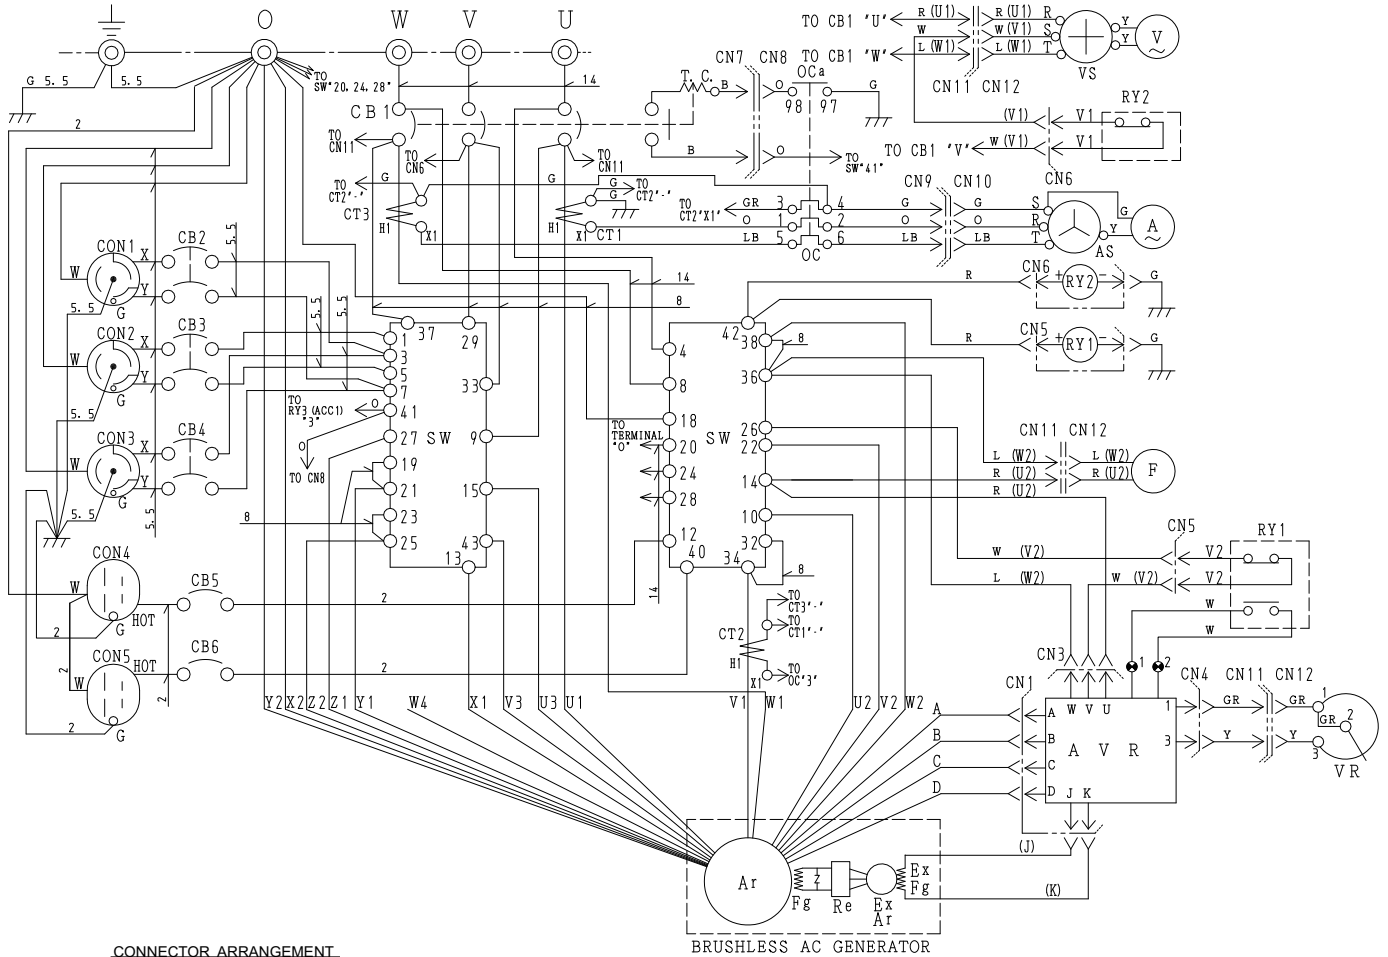 O W V U
TO CB1 'U' R (U1) R (U1) R Y
W W (V1) S V
TO CB1 'W' L (W1) L (W1) T Y
VS
CN7 CN8 CN11 CN12
G 5.5 5.5 TO SW"20,24,28" 14
T. C. B O OCa 98 97 G
RY2
2 CB1
(V1) V1
TO CB1 'V' W (V1) V1
CN6
TO CN11 TO CN6 TO CN11 B O TO SW"41"
TO CT2'-' G G G TO CT2'-' G
CT3 H1 X1 H1 X1 CT1
CN9 CN10
TO CT2'X1' GR 3 4 G G S G
O 1 2 O O R Y A
LB 5 6 LB LB T
OC AS
CON1 X CB2 5.5
W Y G 5.5
14
8
R CN6 + RY2 - G
CON2 X CB3 5.5 5.5
W Y G 5.5
R CN5 + RY1 - G
37 29 1 3 5 7 33
42 38 8 36 4 8
TO RY3 (ACC1) "3" O 41
27 SW 9
O TO CN8
19 21 15 23 25 43 13
8
18 TO TERMINAL "O" 20 SW 24 28 12 40
26 22 14 10 32 34 8
14
CON3 X CB4
W Y G 5.5 5.5
CN11 CN12
L (W2) L (W2)
R (U2) R (U2) F
R (U2)
CN5 RY1
W (V2) V2
L (W2) W (V2) V2
W
W
CON4 W HOT G CB5 2
2
CON5 HOT W G CB6 2
2 2 2
TO CT3'-'
TO CT1'-'
CT2 H1 X1 TO OC"3"
CN3 1 2 CN4 CN11 CN12
Y2 X2 Z2 Z1 Y1 W4 X1 V3 U3 U1 V1 W1 U2 V2 W2
CN1
A A W V U 1 GR GR 1 GR 2
B B A V R 3 Y Y 3 VR
C C
D D J K
(J)
(K)
Ar Fg Re Ex Ar Ex Fg
BRUSHLESS AC GENERATOR
CONNECTOR ARRANGEMENT